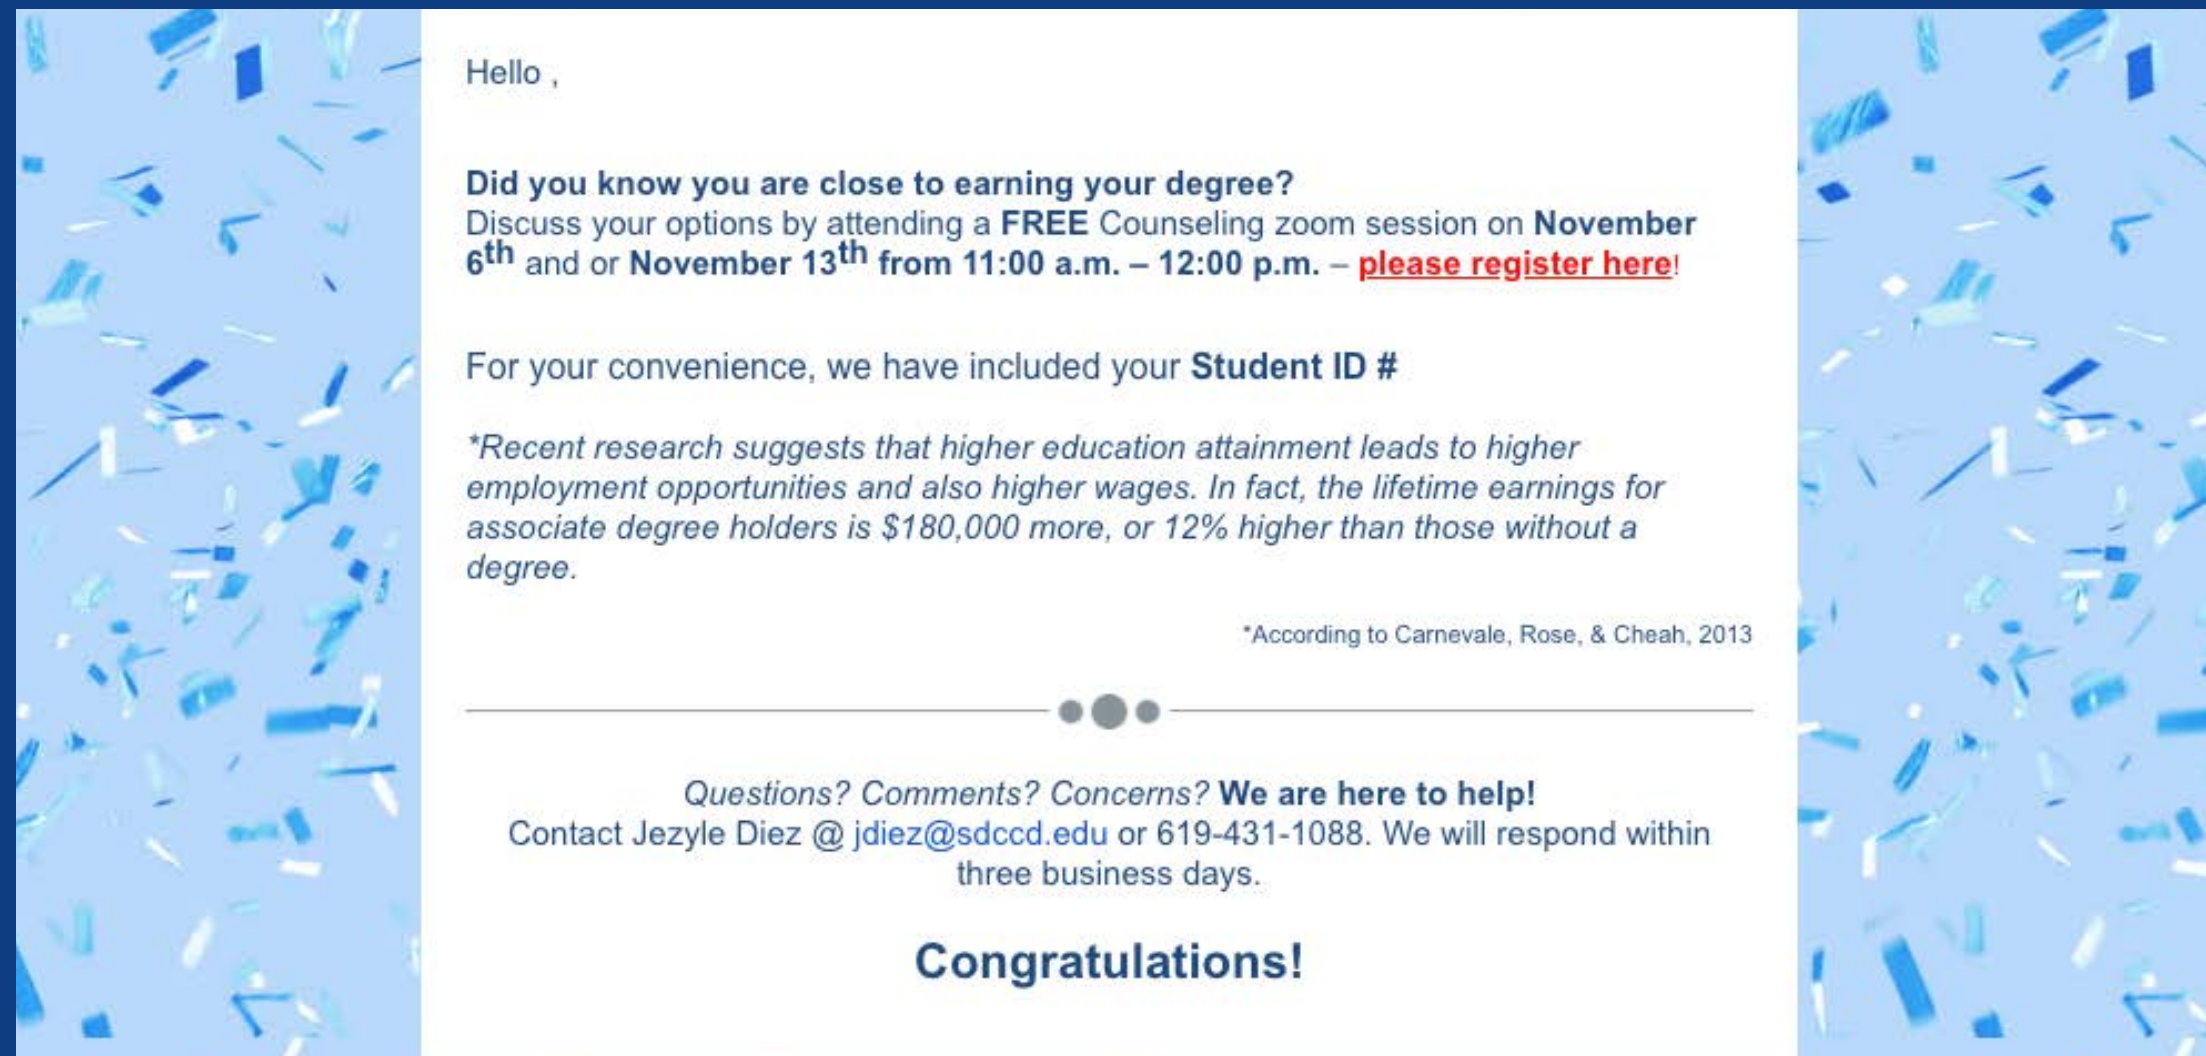 Hello ,
Did you know you are close to earning your degree?
Discuss your options by attending a FREE Counseling zoom session on November
6th and or November 13th from 11:00 a.m. – 12:00 p.m. – please register here!
For your convenience, we have included your Student ID #
*Recent research suggests that higher education attainment leads to higher
employment opportunities and also higher wages. In fact, the lifetime earnings for
associate degree holders is $180,000 more, or 12% higher than those without a
degree.
*According to Carnevale, Rose, & Cheah, 2013
Questions? Comments? Concerns? We are here to help!
Contact Jezyle Diez @ jdiez@sdccd.edu or 619-431-1088. We will respond within
three business days.
Congratulations!